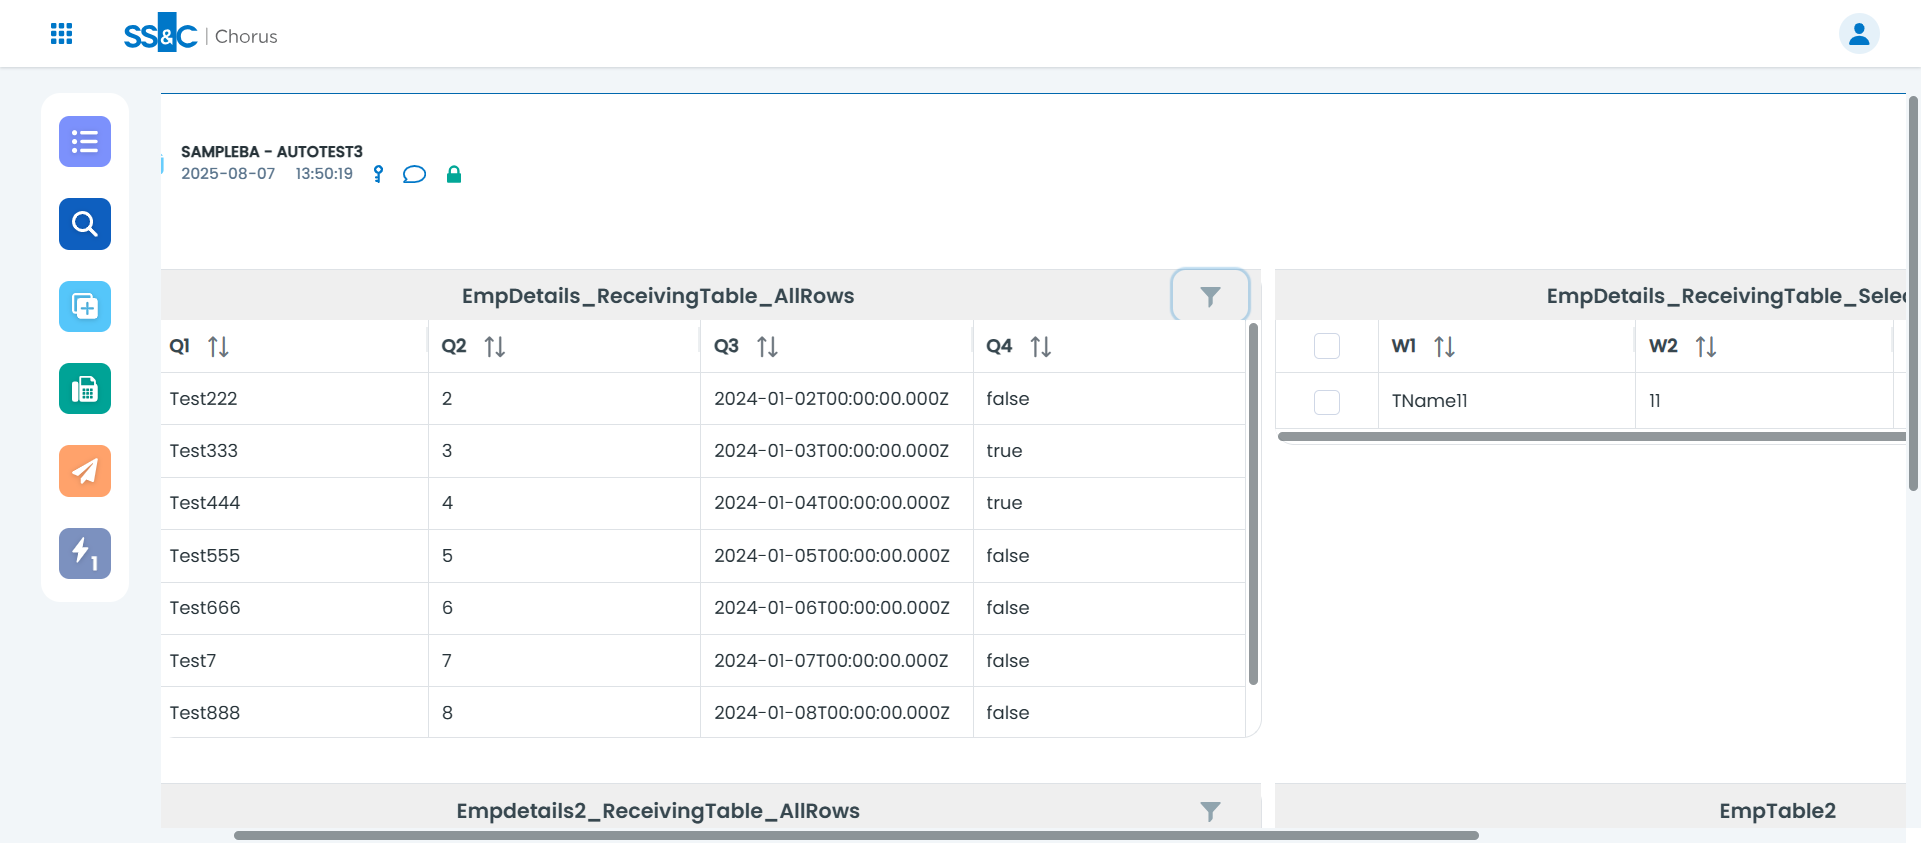 SS&C | Chorus
SAMPLEBA - AUTOTEST3
2025-08-07 13:50:19
EmpDetails_ReceivingTable_AllRows
Q1 Q2 Q3 Q4
Test222 2 2024-01-02T00:00:00.000Z false
Test333 3 2024-01-03T00:00:00.000Z true
Test444 4 2024-01-04T00:00:00.000Z true
Test555 5 2024-01-05T00:00:00.000Z false
Test666 6 2024-01-06T00:00:00.000Z false
Test7 7 2024-01-07T00:00:00.000Z false
Test888 8 2024-01-08T00:00:00.000Z false
EmpDetails_ReceivingTable_Selec
W1 W2
TName11 11
Empdetails2_ReceivingTable_AllRows
EmpTable2
1